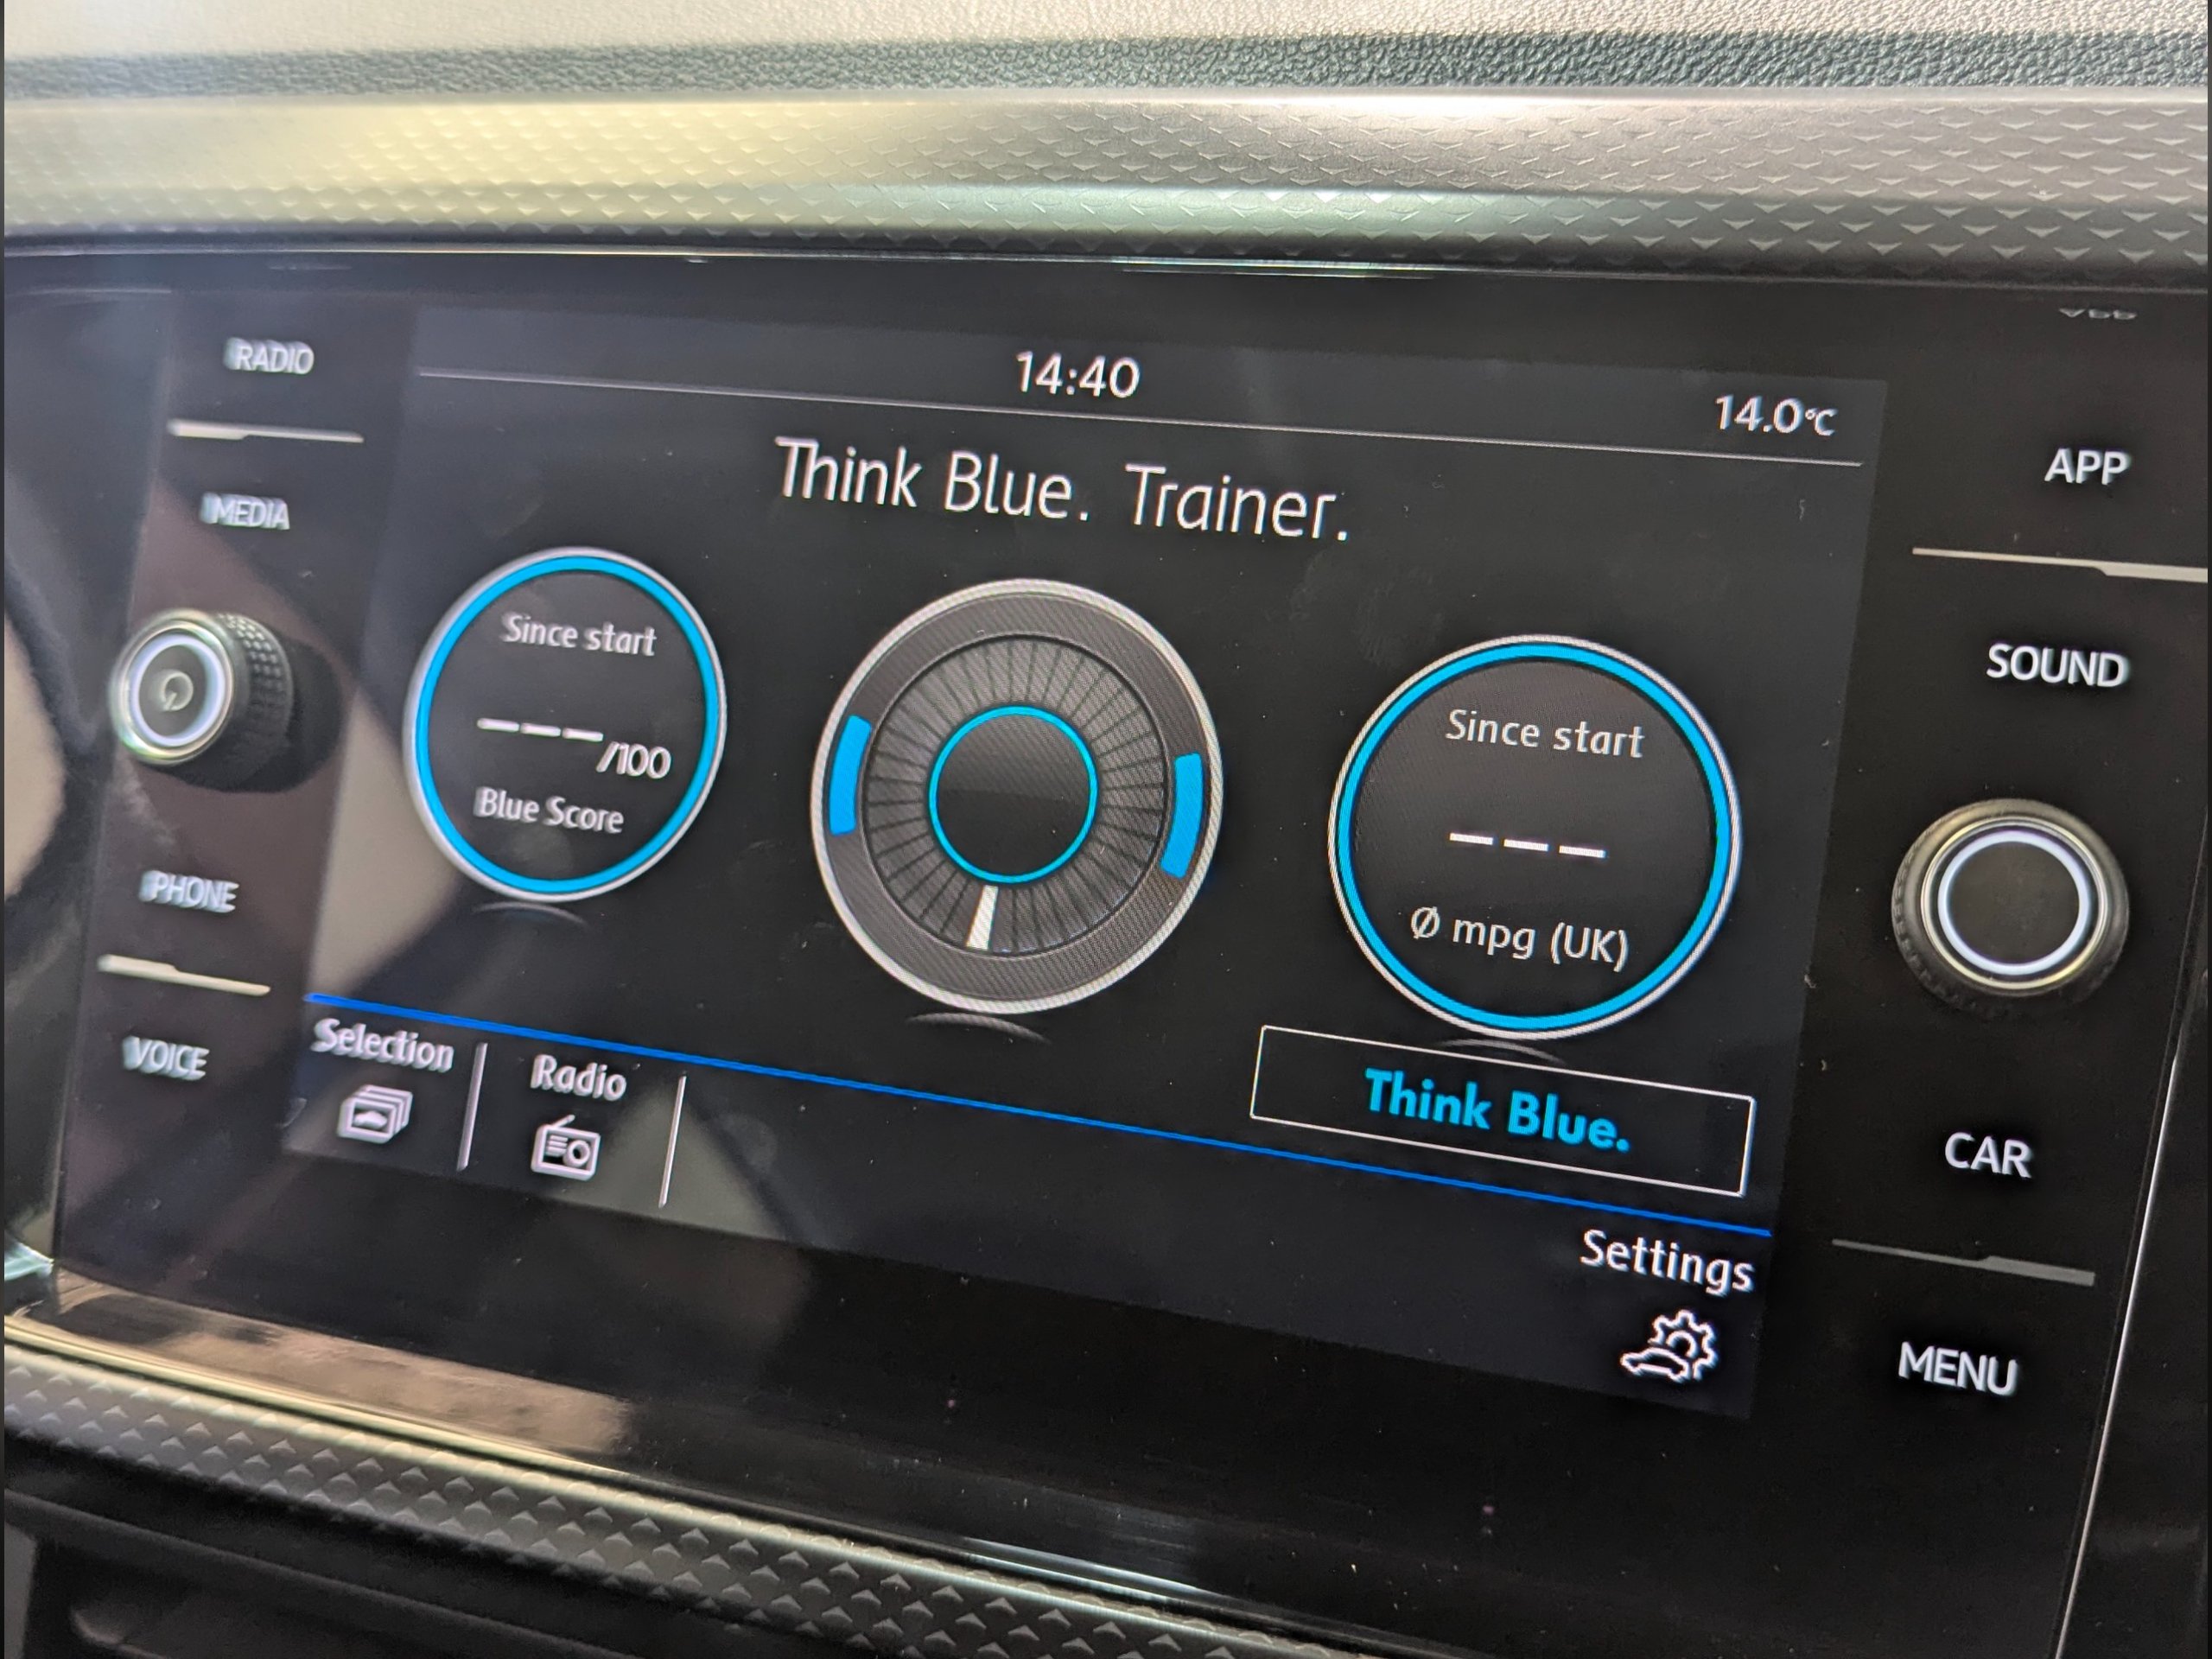 RADIO
MEDIA
PHONE
VOICE
14:40
14.0°C
Think Blue. Trainer.
Since start
---/100
Blue Score
Since start
---
Ø mpg (UK)
Think Blue.
Selection
Radio
Settings
APP
SOUND
CAR
MENU